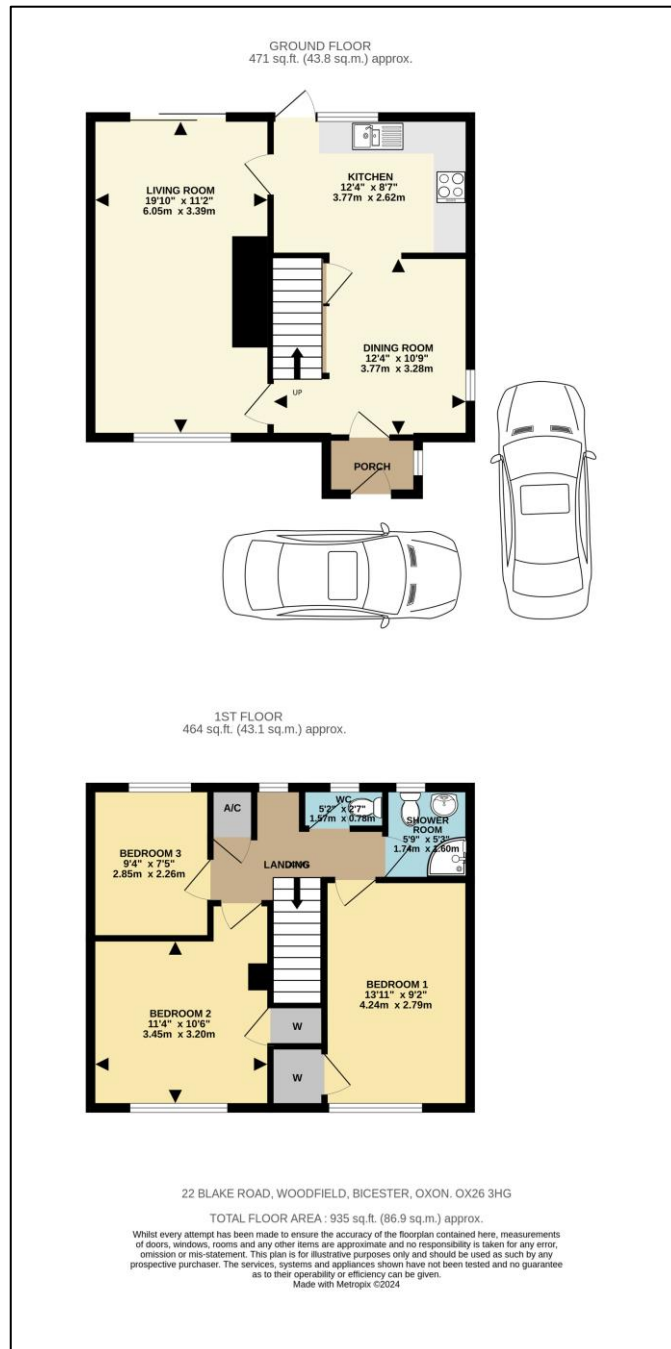 GROUND FLOOR
471 sq.ft. (43.8 sq.m.) approx.
LIVING ROOM
19'10" x 11'2"
6.05m x 3.39m
KITCHEN
12'4" x 8'7"
3.77m x 2.62m
DINING ROOM
12'4" x 10'9"
3.77m x 3.28m
UP
PORCH
1ST FLOOR
464 sq.ft. (43.1 sq.m.) approx.
A/C
WC
5'2" x 2'7"
1.57m x 0.78m
SHOWER
ROOM
5'9" x 5'3"
1.74m x 1.60m
BEDROOM 3
9'4" x 7'5"
2.85m x 2.26m
LANDING
BEDROOM 1
13'11" x 9'2"
4.24m x 2.79m
BEDROOM 2
11'4" x 10'6"
3.45m x 3.20m
W
W
22 BLAKE ROAD, WOODFIELD, BICESTER, OXON. OX26 3HG
TOTAL FLOOR AREA : 935 sq.ft. (86.9 sq.m.) approx.
Whilst every attempt has been made to ensure the accuracy of the floorplan contained here, measurements
of doors, windows, rooms and any other items are approximate and no responsibility is taken for any error,
omission or mis-statement. This plan is for illustrative purposes only and should be used as such by any
prospective purchaser. The services, systems and appliances shown have not been tested and no guarantee
as to their operability or efficiency can be given.
Made with Metropix ©2024